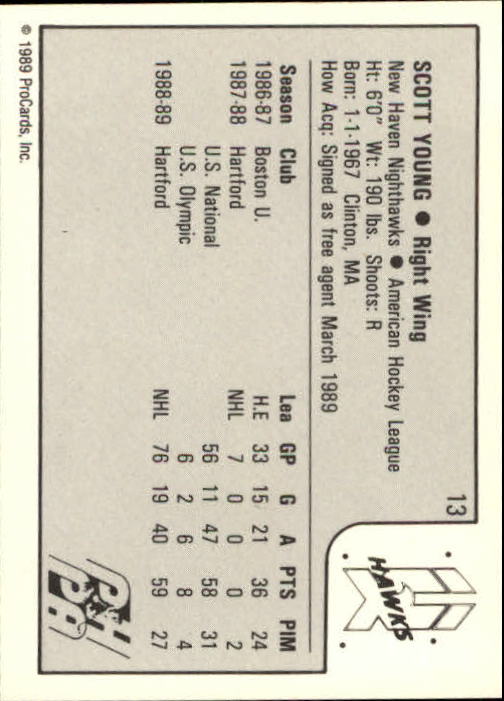 13
SCOTT YOUNG ● Right Wing
New Haven Nighthawks ● American Hockey League
Ht: 6'0" Wt: 190 lbs. Shoots: R
Born: 1-1-1967 Clinton, MA
How Acq: Signed as free agent March 1989
Season Club Lea GP G A PTS PIM
1986-87 Boston U. H.E 33 15 21 36 24
1987-88 Hartford NHL 7 0 0 0 2
U.S. National 56 11 47 58 31
U.S. Olympic 6 2 6 8 4
1988-89 Hartford NHL 76 19 40 59 27
HAWKS
© 1989 ProCards, Inc.